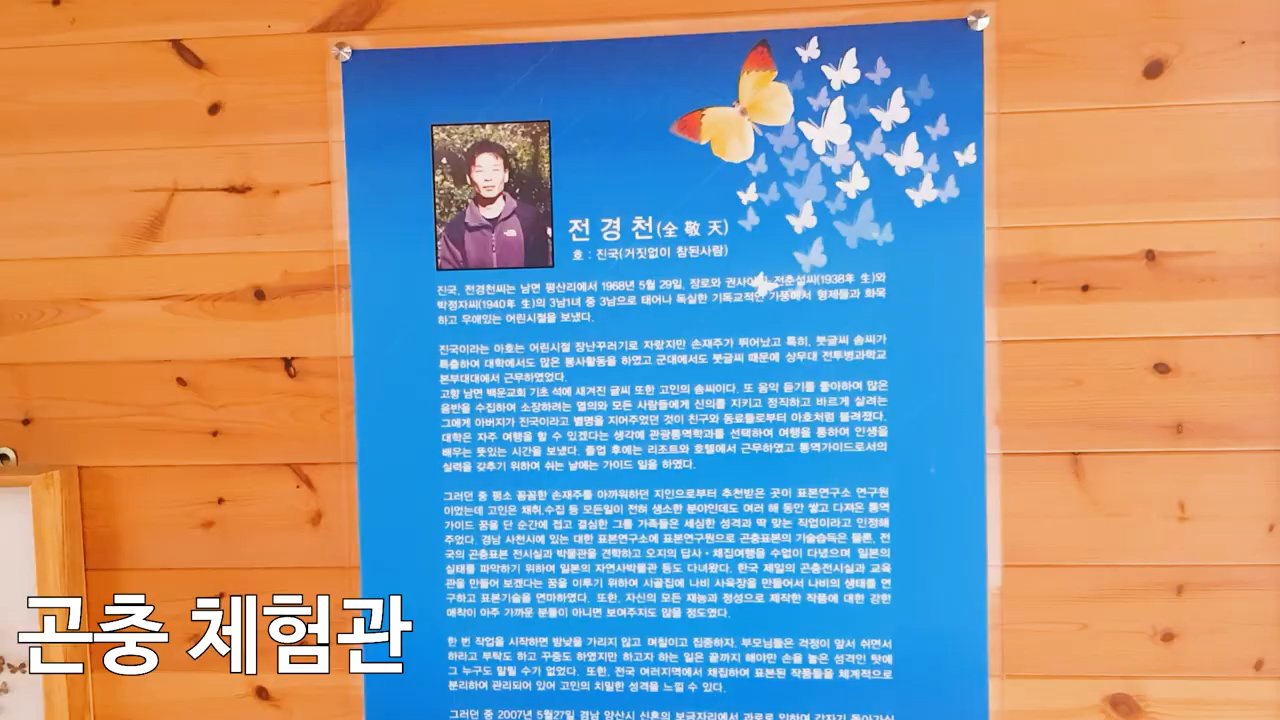 전 경 천(全 敬 天)
호 : 진국(거짓없이 참된사람)
진국, 전경천씨는 남면 평산리에서 1968년 5월 29일, 장로와 권사이신 전춘섭씨(1938年 生)와
박정자씨(1940年 生)의 3남1녀 중 3남으로 태어나 독실한 기독교적인 가풍에서 형제들과 화목
하고 우애있는 어린시절을 보냈다.
진국이라는 아호는 어린시절 장난꾸러기로 자랐지만 손재주가 뛰어났고 특히, 붓글씨 솜씨가
특출하여 대학에서도 많은 봉사활동을 하였고 군대에서도 붓글씨 때문에 상무대 전투병과학교
본부대대에서 근무하였었다.
고향 남면 백운교회 기초 석에 새겨진 글씨 또한 고인의 솜씨이다. 또 음악 듣기를 좋아하여 많은
음반을 수집하여 소장하려는 열의와 모든 사람들에게 신의를 지키고 정직하고 바르게 살려는
그에게 아버지가 진국이라고 별명을 지어주었던 것이 친구와 동료들로부터 아호처럼 불려졌다.
대학은 자주 여행을 할 수 있겠다는 생각에 관광통역학과를 선택하여 여행을 통하여 인생을
배우는 뜻있는 시간을 보냈다. 졸업 후에는 리조트와 호텔에서 근무하였고 통역가이드로서의
실력을 갖추기 위하여 쉬는 날에는 가이드 일을 하였다.
그러던 중 평소 꼼꼼한 손재주를 아까워하던 지인으로부터 추천받은 곳이 표본연구소 연구원
이었는데 고인은 채취,수집 등 모든일이 전혀 생소한 분야인데도 여러 해 동안 쌓고 다져온 통역
가이드 꿈을 단 순간에 접고 결심한 그를 가족들은 세심한 성격과 딱 맞는 직업이라고 인정해
주었다. 경남 사천시에 있는 대한 표본연구소에 표본연구원으로 곤충표본의 기술습득은 물론, 전
국의 곤충표본 전시실과 박물관을 견학하고 오지의 답사·채집여행을 수없이 다녔으며 일본의
실태를 파악하기 위하여 일본의 자연사박물관 등도 다녀왔다. 한국 제일의 곤충전시실과 교육
관을 만들어 보겠다는 꿈을 이루기 위하여 시골집에 나비 사육장을 만들어서 나비의 생태를 연
구하고 표본기술을 연마하였다. 또한, 자신의 모든 재능과 정성으로 제작한 작품에 대한 강한
애착이 아주 가까운 분들이 아니면 보여주지도 않을 정도였다.
한 번 작업을 시작하면 밤낮을 가리지 않고 며칠이고 집중하자, 부모님들은 걱정이 앞서 쉬면서
하라고 부탁도 하고 꾸중도 하였지만 하고자 하는 일은 끝까지 해야만 손을 놓은 성격인 탓에
그 누구도 말릴 수가 없었다. 또한, 전국 여러지역에서 채집하여 표본된 작품들을 체계적으로
분리하여 관리되어 있어 고인의 치밀한 성격을 느낄 수 있다.
그러던 중 2007년 5월27일 경남 양산시 신혼의 보금자리에서 과로로 인하여 갑자기 돌아가신
곤충 체험관